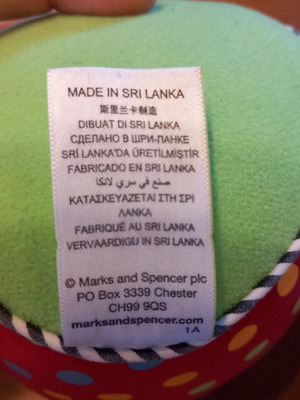 MADE IN SRI LANKA
斯里兰卡制造
DIBUAT DI SRI LANKA
СДЕЛАНО В ШРИ-ЛАНКЕ
SRİ LANKA'DA ÜRETİLMİŞTİR
FABRICADO EN SRI LANKA
صنع في سري لانكا
ΚΑΤΑΣΚΕΥΑΖΕΤΑΙ ΣΤΗ ΣΡΙ
ΛΑΝΚΑ
FABRIQUÉ AU SRI LANKA
VERVAARDIGD IN SRI LANKA
© Marks and Spencer plc
PO Box 3339 Chester
CH99 9QS
marksandspencer.com
1A